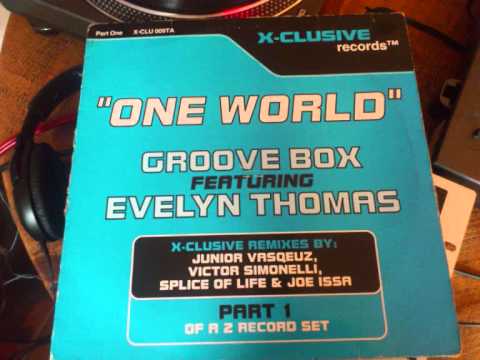 Part One X-CLU 009TA
X-CLUSIVE
records™
"ONE WORLD"
GROOVE BOX
FEATURING
EVELYN THOMAS
X-CLUSIVE REMIXES BY:
JUNIOR VASQEUZ,
VICTOR SIMONELLI,
SPLICE OF LIFE & JOE ISSA
PART 1
OF A 2 RECORD SET